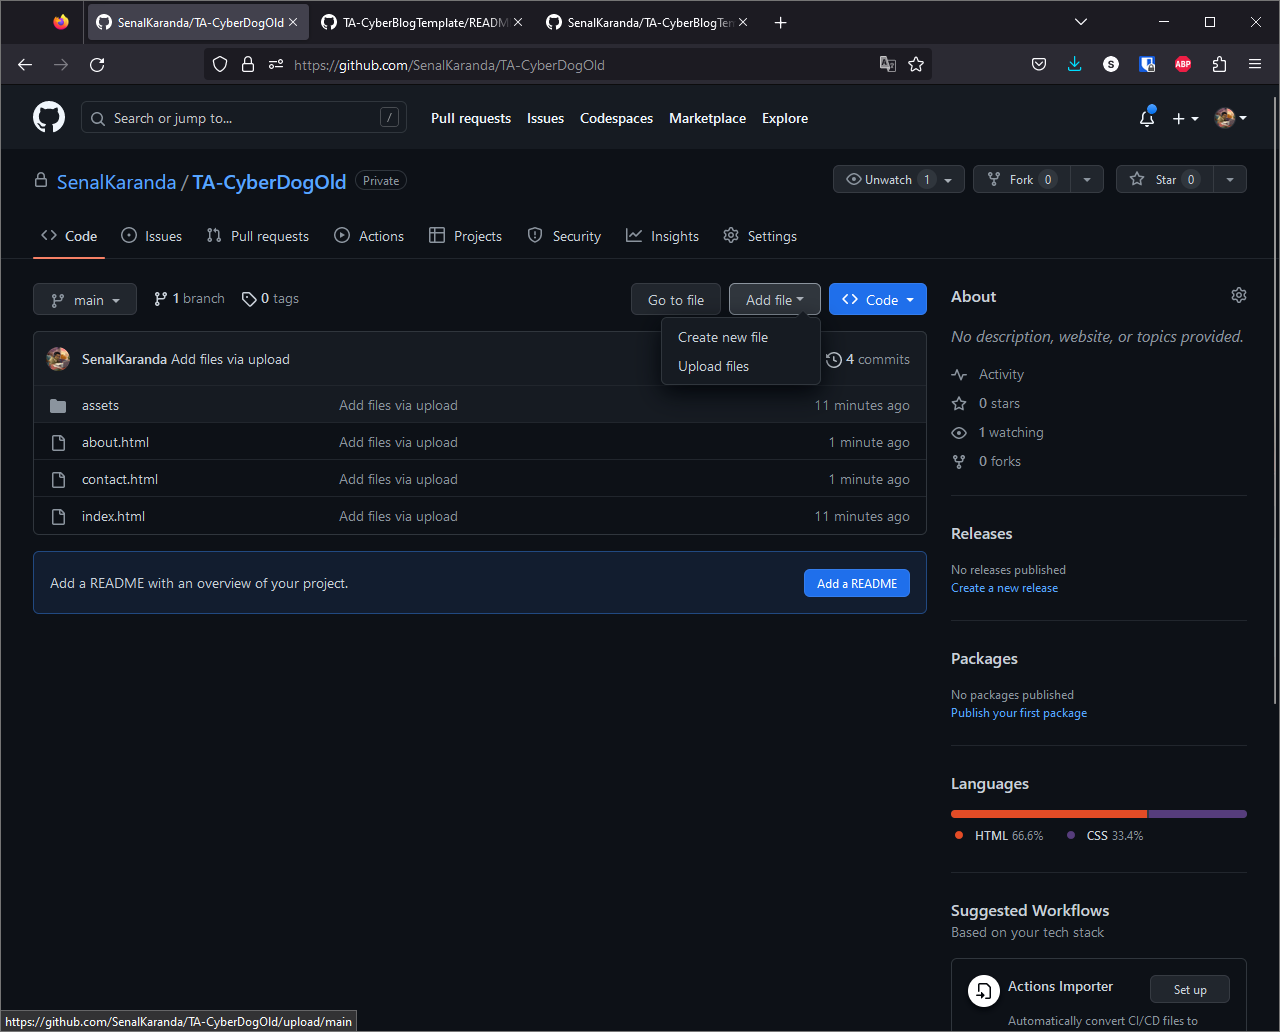 SenalKaranda/TA-CyberDogOld
TA-CyberBlogTemplate/READM
SenalKaranda/TA-CyberBlogTem
https://github.com/SenalKaranda/TA-CyberDogOld
S
ABP
Search or jump to...
/
Pull requests
Issues
Codespaces
Marketplace
Explore
SenalKaranda / TA-CyberDogOld
Private
Unwatch 1
Fork 0
Star 0
Code
Issues
Pull requests
Actions
Projects
Security
Insights
Settings
main
1 branch
0 tags
Go to file
Add file
Code
Create new file
Upload files
SenalKaranda Add files via upload
4 commits
assets
Add files via upload
11 minutes ago
about.html
Add files via upload
1 minute ago
contact.html
Add files via upload
1 minute ago
index.html
Add files via upload
11 minutes ago
Add a README with an overview of your project.
Add a README
About
No description, website, or topics provided.
Activity
0 stars
1 watching
0 forks
Releases
No releases published
Create a new release
Packages
No packages published
Publish your first package
Languages
HTML 66.6%
CSS 33.4%
Suggested Workflows
Based on your tech stack
Actions Importer
Set up
Automatically convert CI/CD files to
https://github.com/SenalKaranda/TA-CyberDogOld/upload/main